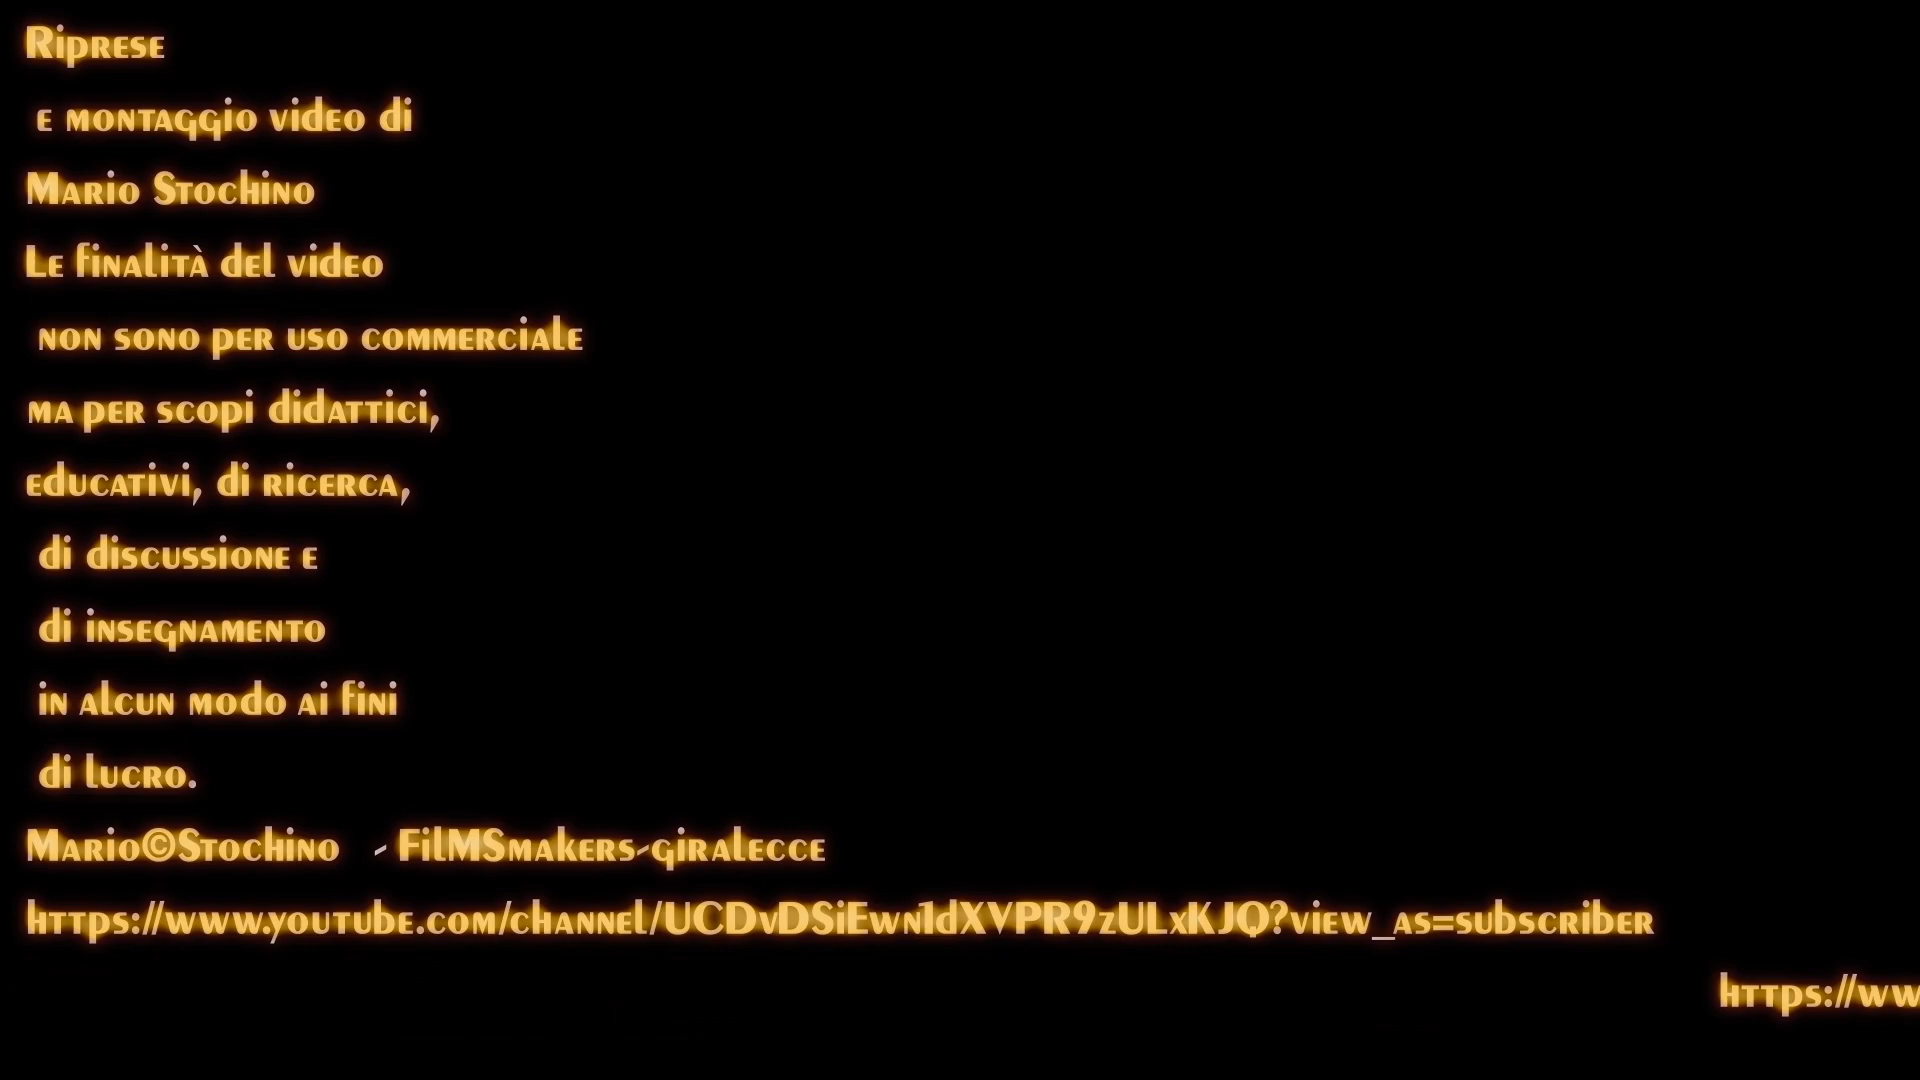 Riprese
e montaggio video di
Mario Stochino
Le finalità del video
non sono per uso commerciale
ma per scopi didattici,
educativi, di ricerca,
di discussione e
di insegnamento
in alcun modo ai fini
di lucro.
Mario©Stochino - FilMSmakers-giralecce
https://www.youtube.com/channel/UCDvDSiEwn1dXVPR9zULxKJQ?view_as=subscriber
https://ww